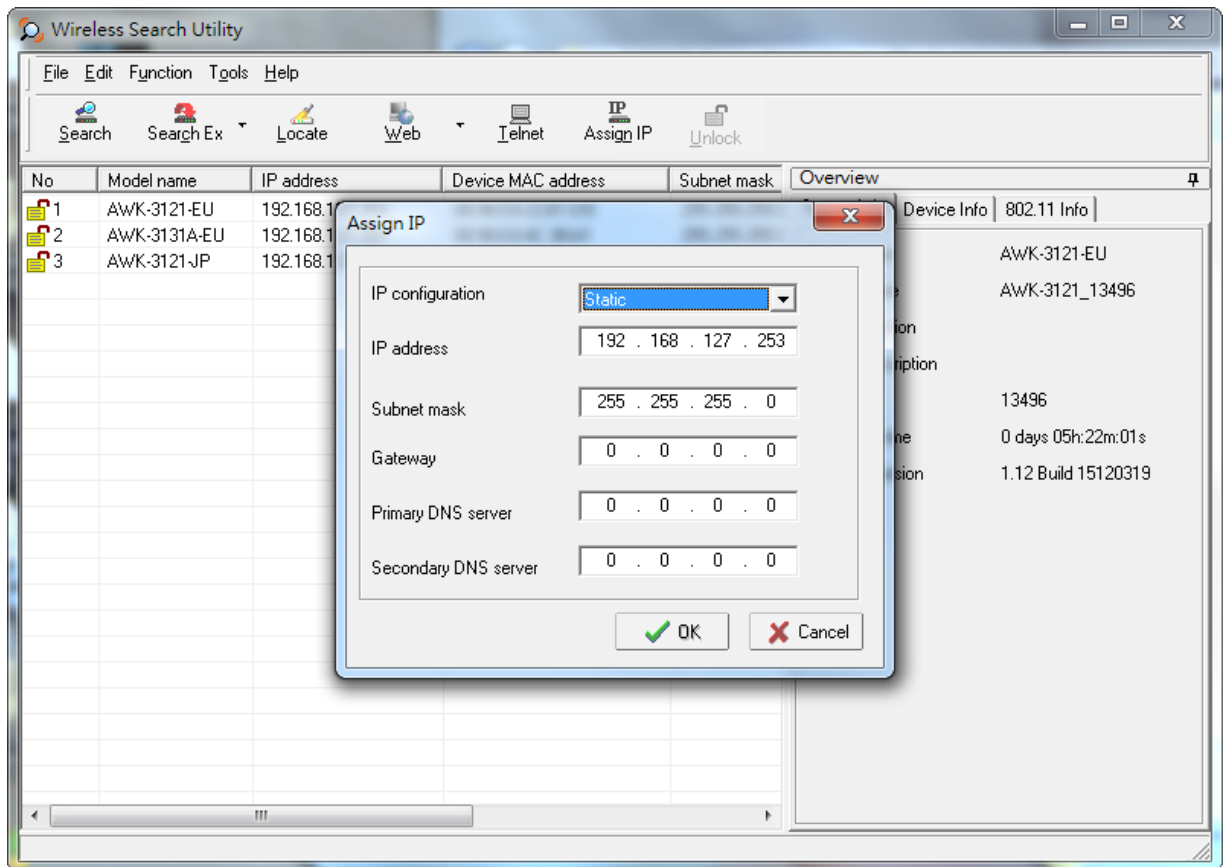 Wireless Search Utility
File Edit Function Tools Help
Search Search Ex Locate Web Telnet Assign IP Unlock
No Model name IP address Device MAC address Subnet mask
1 AWK-3121-EU 192.168.1
2 AWK-3131A-EU 192.168.1
3 AWK-3121-JP 192.168.1
Overview
Device Info 802.11 Info
AWK-3121-EU
AWK-3121_13496
13496
0 days 05h:22m:01s
1.12 Build 15120319
Assign IP
IP configuration Static
IP address 192 . 168 . 127 . 253
Subnet mask 255 . 255 . 255 . 0
Gateway 0 . 0 . 0 . 0
Primary DNS server 0 . 0 . 0 . 0
Secondary DNS server 0 . 0 . 0 . 0
OK Cancel